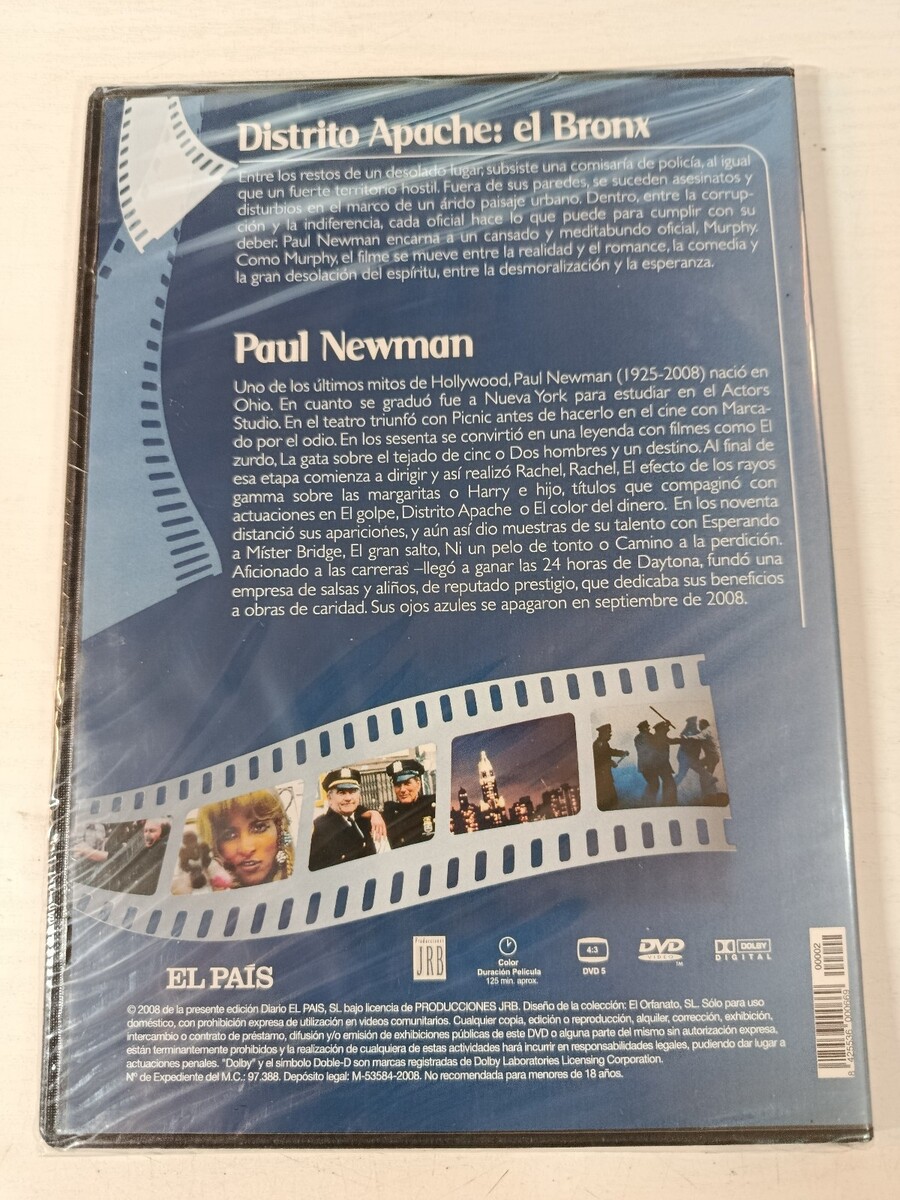 Distrito Apache: el Bronx
Entre los restos de un desolado lugar, subsiste una comisaría de policía, al igual
que un fuerte territorio hostil. Fuera de sus paredes, se suceden asesinatos y
disturbios en el marco de un árido paisaje urbano. Dentro, entre la corrup-
ción y la indiferencia, cada oficial hace lo que puede para cumplir con su
deber. Paul Newman encarna a un cansado y meditabundo oficial, Murphy.
Como Murphy, el filme se mueve entre la realidad y el romance, la comedia y
la gran desolación del espíritu, entre la desmoralización y la esperanza.
Paul Newman
Uno de los últimos mitos de Hollywood, Paul Newman (1925-2008) nació en
Ohio. En cuanto se graduó fue a Nueva York para estudiar en el Actors
Studio. En el teatro triunfó con Picnic antes de hacerlo en el cine con Marca-
do por el odio. En los sesenta se convirtió en una leyenda con filmes como El
zurdo, La gata sobre el tejado de cinc o Dos hombres y un destino. Al final de
esa etapa comienza a dirigir y así realizó Rachel, Rachel, El efecto de los rayos
gamma sobre las margaritas o Harry e hijo, títulos que compaginó con
actuaciones en El golpe, Distrito Apache o El color del dinero. En los noventa
distanció sus apariciones, y aún así dio muestras de su talento con Esperando
a Míster Bridge, El gran salto, Ni un pelo de tonto o Camino a la perdición.
Aficionado a las carreras –llegó a ganar las 24 horas de Daytona, fundó una
empresa de salsas y aliños, de reputado prestigio, que dedicaba sus beneficios
a obras de caridad. Sus ojos azules se apagaron en septiembre de 2008.
EL PAÍS
Producciones
JRB
Color
Duración Película
125 min. aprox.
4:3
DVD 5
DVD
VIDEO
TM
DOLBY
DIGITAL
00002
© 2008 de la presente edición Diario EL PAIS, SL bajo licencia de PRODUCCIONES JRB. Diseño de la colección: El Orfanato, SL. Sólo para uso
doméstico, con prohibición expresa de utilización en videos comunitarios. Cualquier copia, edición o reproducción, alquiler, corrección, exhibición,
intercambio o contrato de préstamo, difusión y/o emisión de exhibiciones públicas de este DVD o alguna parte del mismo sin autorización expresa,
están terminantemente prohibidos y la realización de cualquiera de estas actividades hará incurrir en responsabilidades legales, pudiendo dar lugar a
actuaciones penales. "Dolby" y el símbolo Doble-D son marcas registradas de Dolby Laboratories Licensing Corporation.
Nº de Expediente del M.C.: 97.388. Depósito legal: M-53584-2008. No recomendada para menores de 18 años.